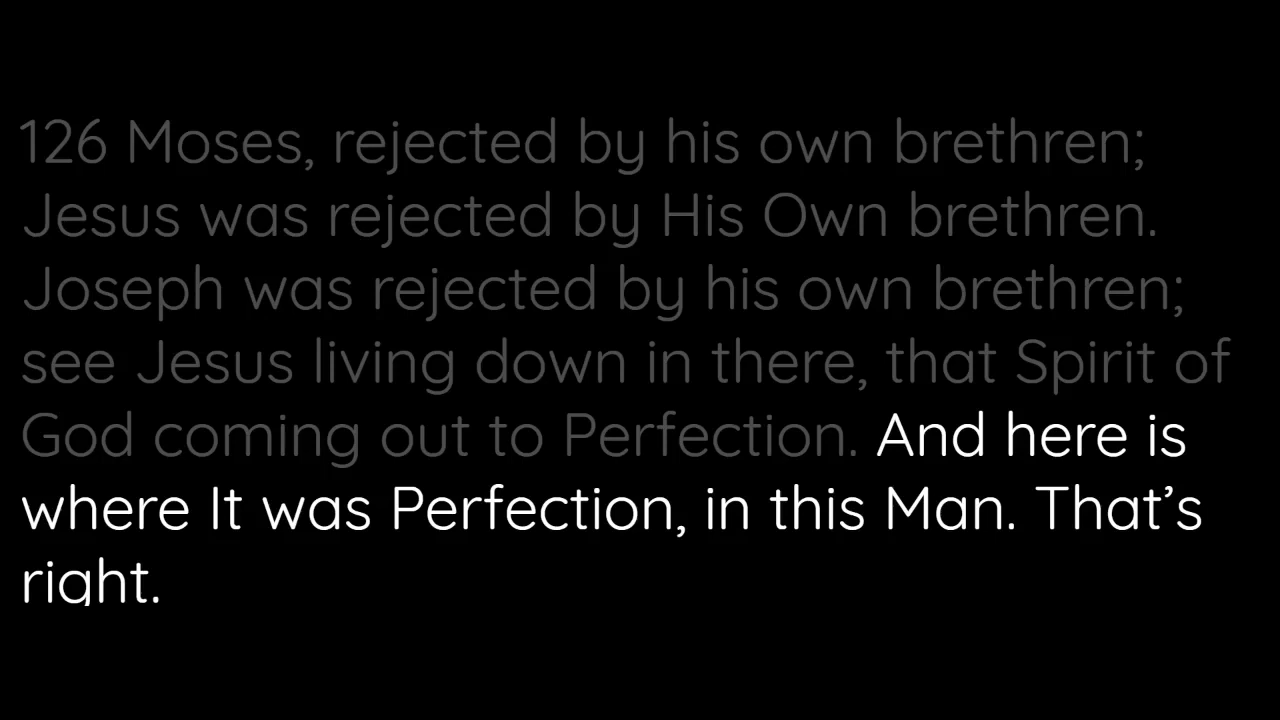 126 Moses, rejected by his own brethren;
Jesus was rejected by His Own brethren.
Joseph was rejected by his own brethren;
see Jesus living down in there, that Spirit of
God coming out to Perfection. And here is
where It was Perfection, in this Man. That’s
right.